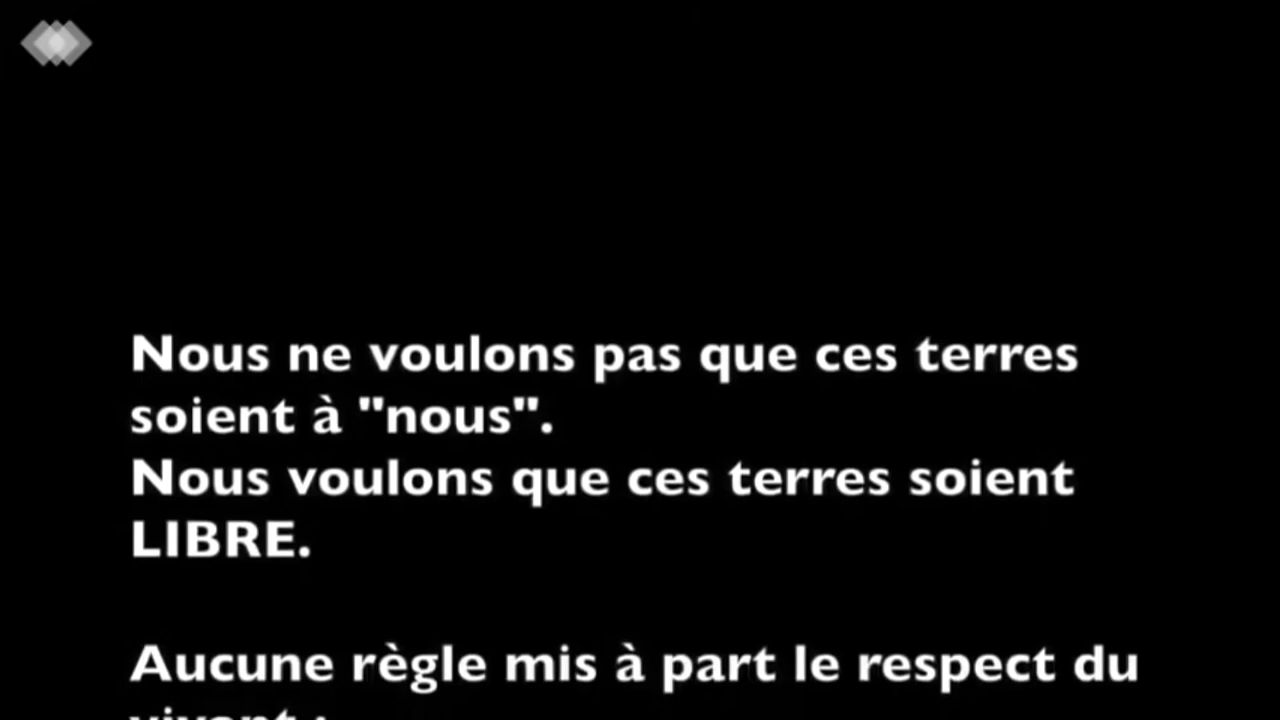 Nous ne voulons pas que ces terres
soient à "nous".
Nous voulons que ces terres soient
LIBRE.
Aucune règle mis à part le respect du
vivant :